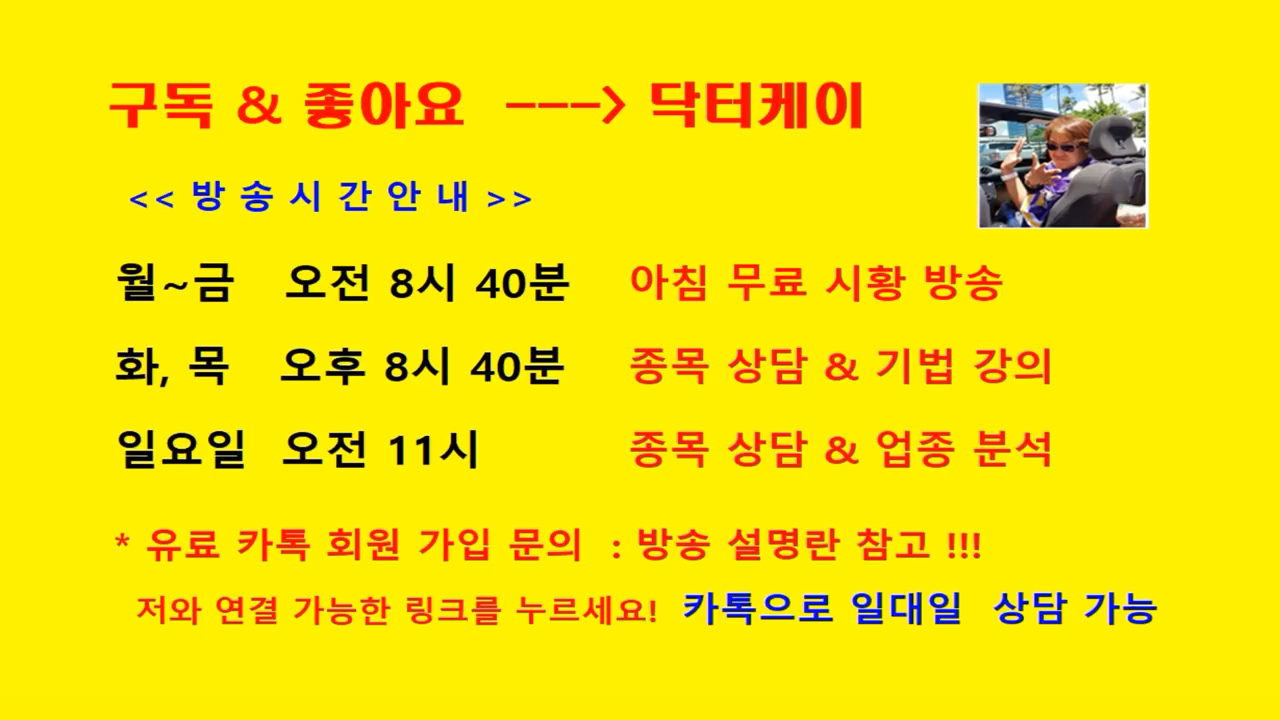 구독 & 좋아요 ---> 닥터케이
<< 방 송 시 간 안 내 >>
월~금 오전 8시 40분 아침 무료 시황 방송
화, 목 오후 8시 40분 종목 상담 & 기법 강의
일요일 오전 11시 종목 상담 & 업종 분석
* 유료 카톡 회원 가입 문의 : 방송 설명란 참고 !!!
저와 연결 가능한 링크를 누르세요! 카톡으로 일대일 상담 가능